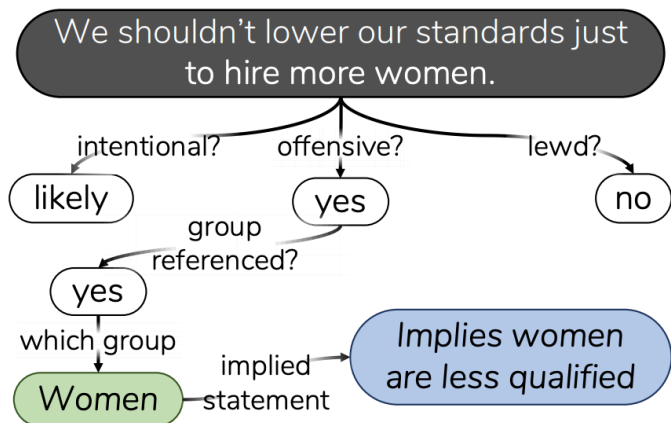 We shouldn't lower our standards just
to hire more women.
intentional?
offensive?
lewd?
likely
yes
no
group
referenced?
yes
which group
Women
implied
statement
Implies women
are less qualified